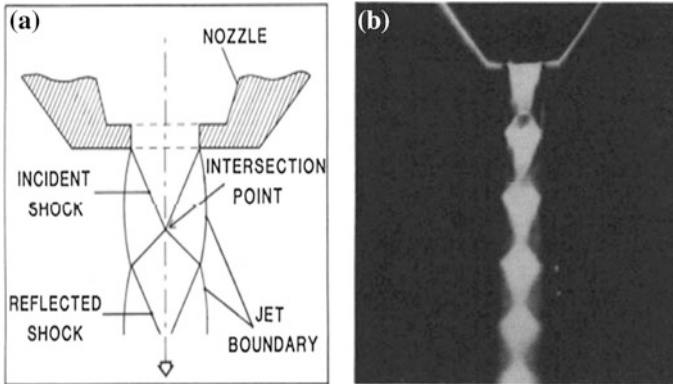 (a)
NOZZLE
INCIDENT
SHOCK
INTERSECTION
POINT
REFLECTED
SHOCK
JET
BOUNDARY
(b)